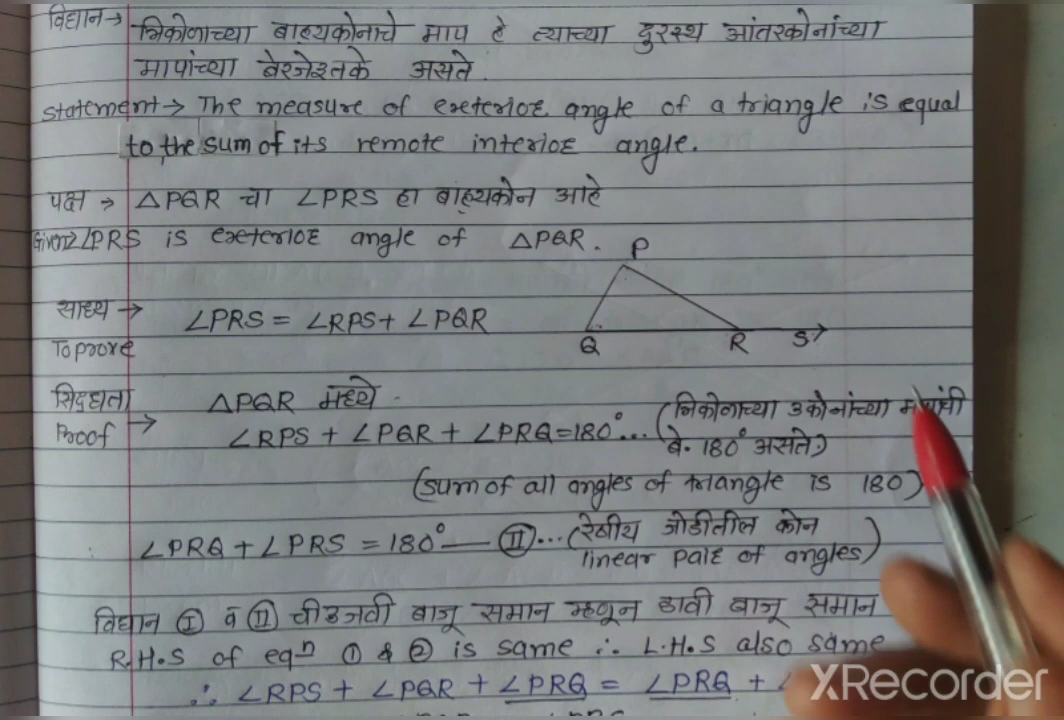 विधान → त्रिकोणाच्या बाह्यकोनाचे माप हे त्याच्या दुरस्थ आंतरकोनांच्या
मापांच्या बेरजेइतके असते.
statement → The measure of exeterior angle of a triangle is equal
to the sum of its remote interior angle.
पक्ष → △PQR चा ∠PRS हा बाह्यकोन आहे
Given→ ∠PRS is exeterior angle of △PQR.
P
साध्य → ∠PRS = ∠RPS + ∠PQR
To prove
Q R S
सिद्धता → △PQR मध्ये.
Proof ∠RPS + ∠PQR + ∠PRQ = 180° ... (त्रिकोणाच्या 3 कोनांच्या
बे. 180° असते)
(sum of all angles of triangle is 180)
∠PRQ + ∠PRS = 180° — II ... (रेषीय जोडीतील कोन
linear pair of angles)
विधान I व II ची उजवी बाजू समान म्हणून डावी बाजू समान
R.H.S of eqn 1 & 2 is same ∴ L.H.S also same
∴ ∠RPS + ∠PQR + ∠PRQ = ∠PRQ +
XRecorder